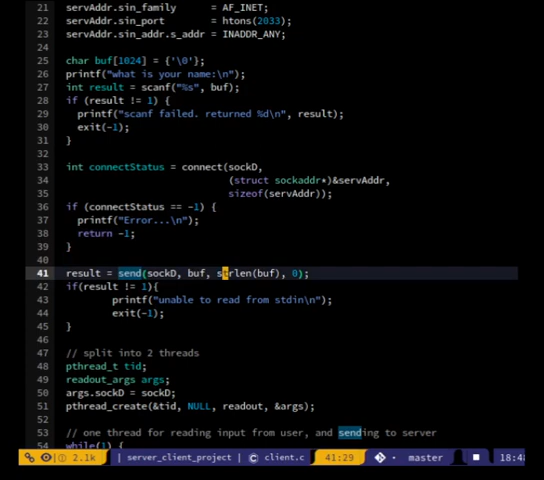 21 servAddr.sin_family      = AF_INET;
22 servAddr.sin_port        = htons(2033);
23 servAddr.sin_addr.s_addr = INADDR_ANY;
24
25 char buf[1024] = {'\0'};
26 printf("what is your name:\n");
27 int result = scanf("%s", buf);
28 if (result != 1) {
29   printf("scanf failed. returned %d\n", result);
30   exit(-1);
31 }
32
33 int connectStatus = connect(sockD,
34                             (struct sockaddr*)&servAddr,
35                             sizeof(servAddr));
36 if (connectStatus == -1) {
37   printf("Error...\n");
38   return -1;
39 }
40
41 result = send(sockD, buf, strlen(buf), 0);
42 if(result != 1){
43         printf("unable to read from stdin\n");
44         exit(-1);
45 }
46
47 // split into 2 threads
48 pthread_t tid;
49 readout_args args;
50 args.sockD = sockD;
51 pthread_create(&tid, NULL, readout, &args);
52
53 // one thread for reading input from user, and sending to server
54 while(1) {
2.1k | server_client_project | client.c 41:29 master 18:48